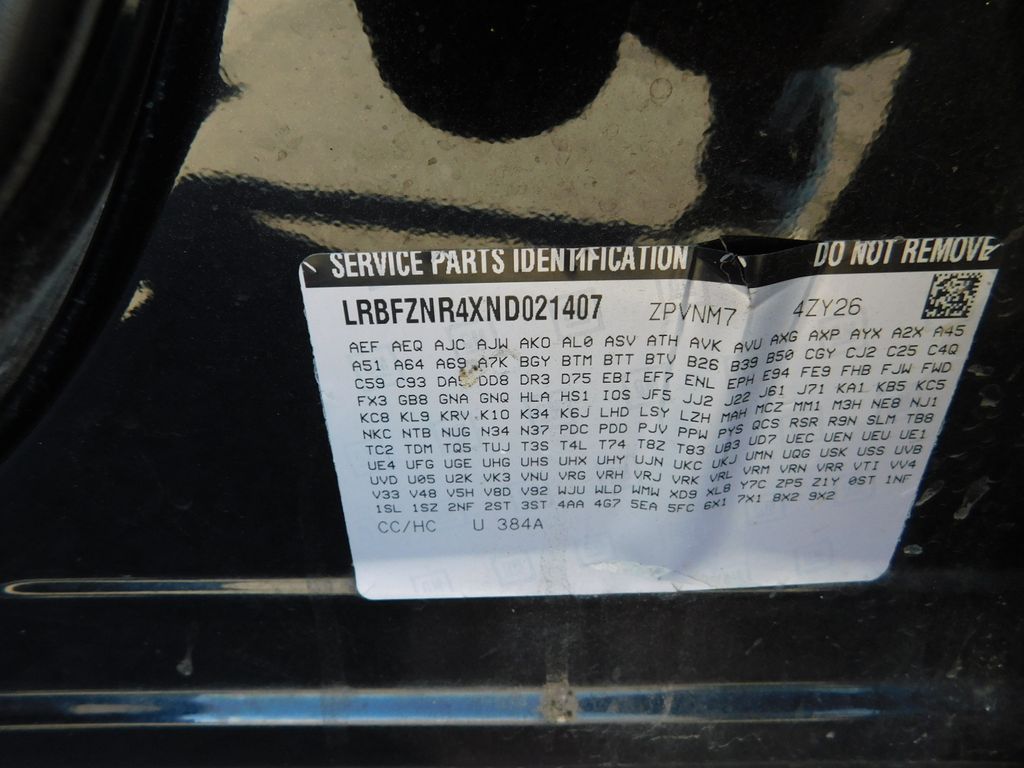 SERVICE PARTS IDENTIFICATION DO NOT REMOVE
LRBFZNR4XND021407 ZPVNM7 4ZY26
AEF AEQ AJC AJW AKO AL0 ASV ATH AVK AVU AXG AXP AYX A2X A45
A51 A64 A69 A7K BGY BTM BTT BTV B26 B39 B50 CGY CJ2 C25 C4Q
C59 C93 DD8 DR3 D75 EBI EF7 ENL EPH E94 FE9 FHB FJW FWD
FX3 GB8 GNA GNQ HLA HS1 IOS JF5 JJ2 J22 J61 J71 KA1 KB5 KC5
KC8 KL9 KRV K10 K34 K6J LHD LSY LZH MAH MCZ MM1 M3H NE8 NJ1
NKC NTB NUG N34 N37 PDC PDD PJV PPW PYS QCS RSR R9N SLM TB8
TC2 TDM TQ5 TUJ T3S T4L T74 T8Z T83 UB3 UD7 UEC UEN UEU UE1
UE4 UFG UGE UHG UHS UHX UHY UJN UKC UKJ UMN UQG USK USS UVB
UVD U05 U2K VK3 VNU VRG VRH VRJ VRK VRL VRM VRN VRR VTI VV4
V33 V48 V5H V8D V92 WJU WLD WMW XD9 XL8 Y7C ZP5 Z1Y 0ST 1NF
1SL 1SZ 2NF 2ST 3ST 4AA 4G7 5EA 5FC 6X1 7X1 8X2 9X2
CC/HC U 384A